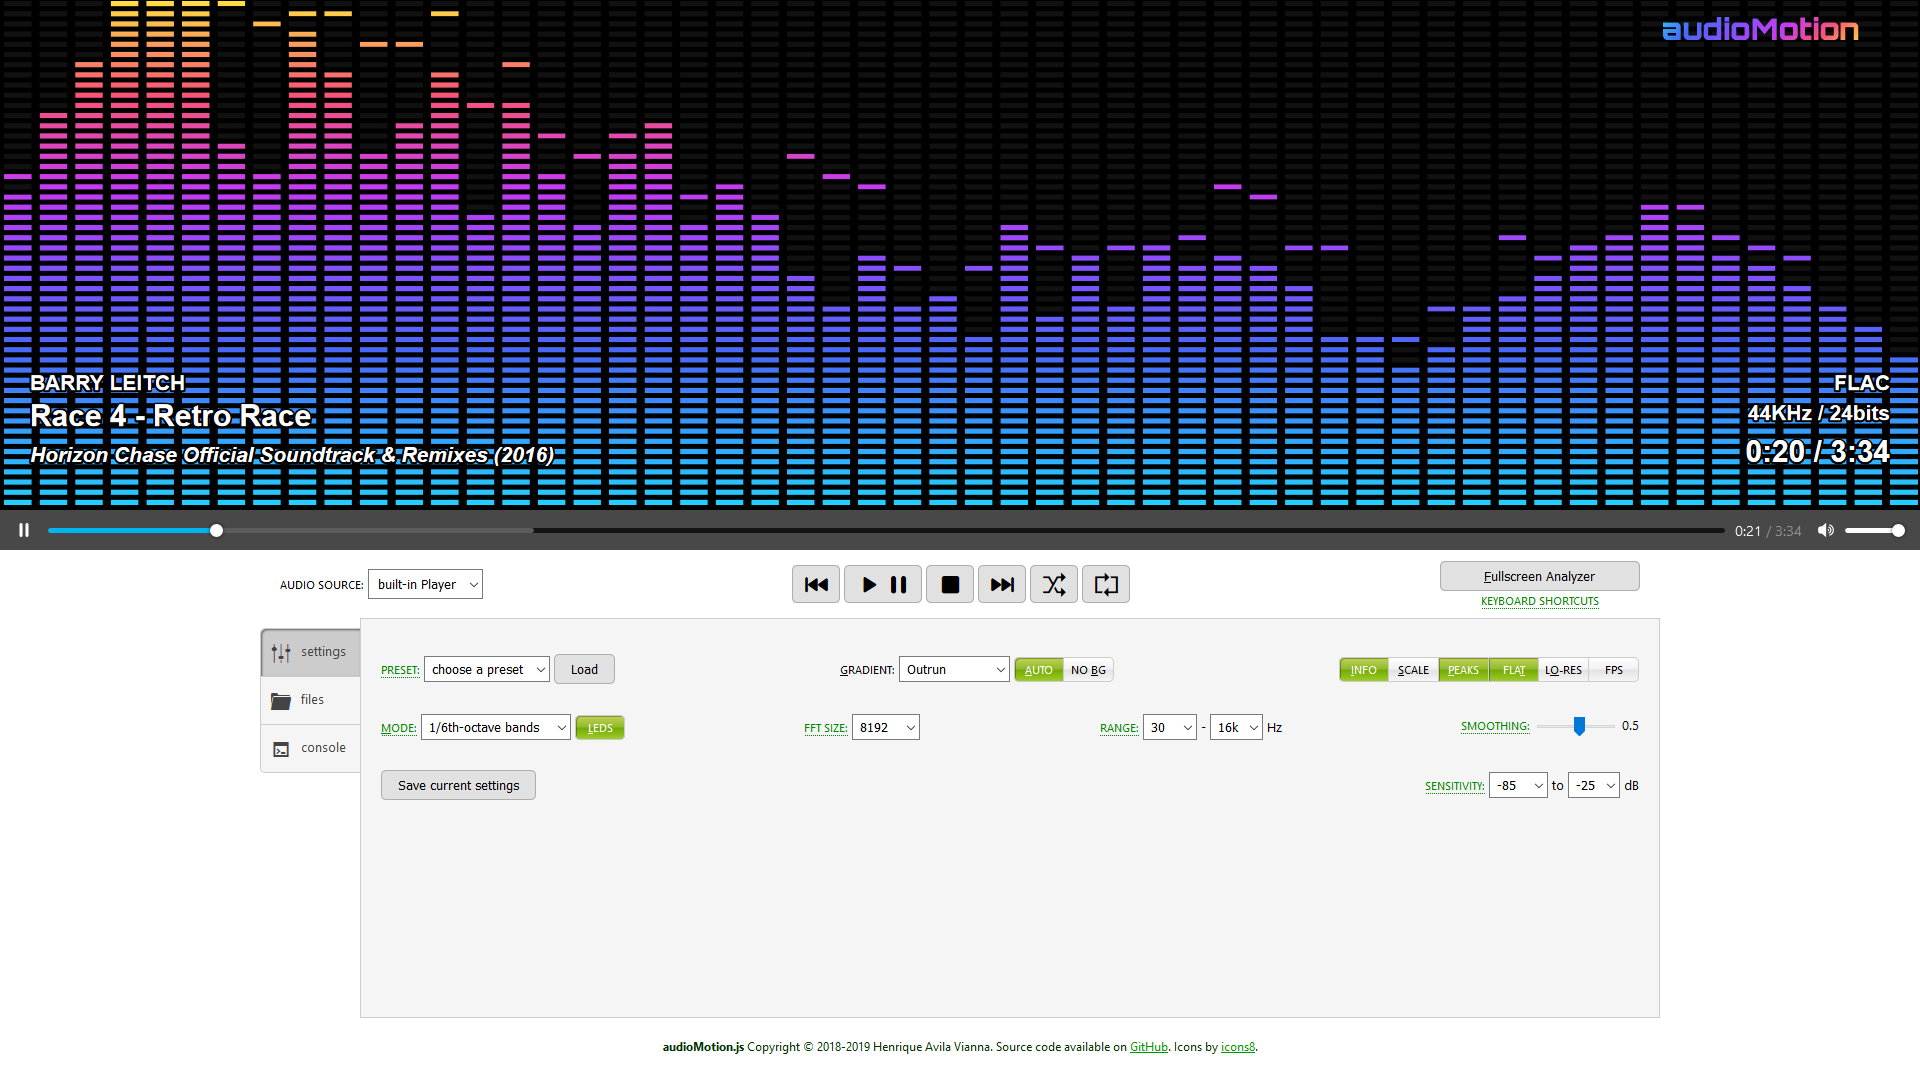 audioMotion
BARRY LEITCH
Race 4 - Retro Race
Horizon Chase Official Soundtrack & Remixes (2016)
FLAC
44KHz / 24bits
0:20 / 3:34
0:21 / 3:34
AUDIO SOURCE: built-in Player
Fullscreen Analyzer
KEYBOARD SHORTCUTS
settings
files
console
PRESET: choose a preset Load
GRADIENT: Outrun AUTO NO BG
INFO SCALE PEAKS FLAT LO-RES FPS
MODE: 1/6th-octave bands LEDS
FFT SIZE: 8192
RANGE: 30 - 16k Hz
SMOOTHING: 0.5
Save current settings
SENSITIVITY: -85 to -25 dB
audioMotion.js Copyright © 2018-2019 Henrique Avila Vianna. Source code available on GitHub. Icons by icons8.